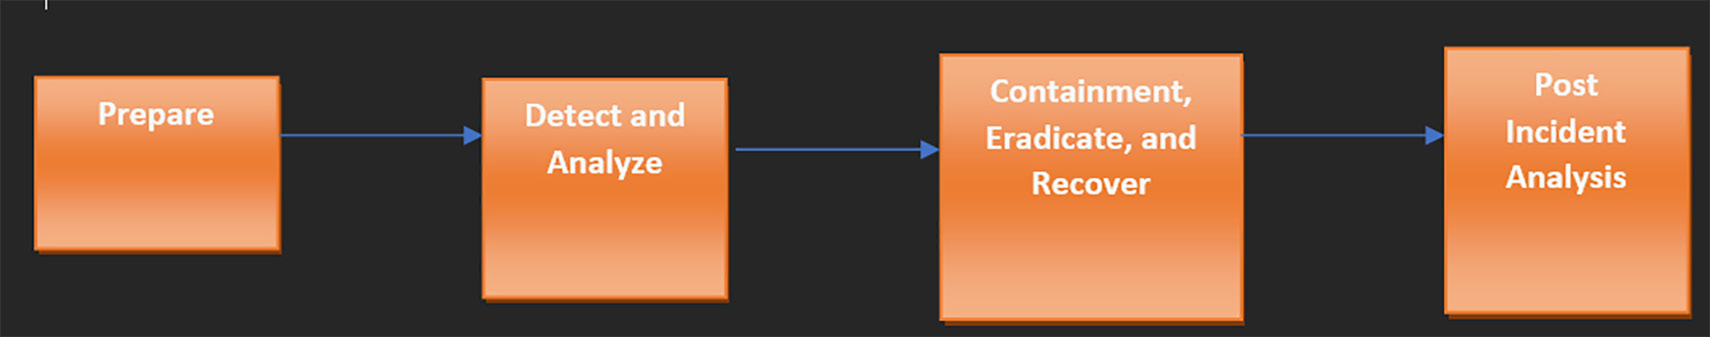 Prepare
Detect and
Analyze
Containment,
Eradicate, and
Recover
Post
Incident
Analysis